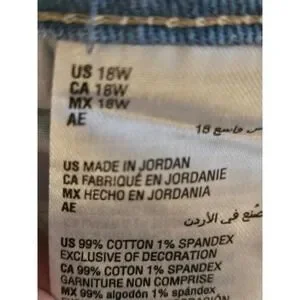 US 18W
CA 18W
MX 18W
AE
18
US MADE IN JORDAN
CA FABRIQUÉ EN JORDANIE
MX HECHO EN JORDANIA
AE
صنع في الأردن
US 99% COTTON 1% SPANDEX
EXCLUSIVE OF DECORATION
CA 99% COTON 1% SPANDEX
GARNITURE NON COMPRISE
MX 99% algodón 1% spandex